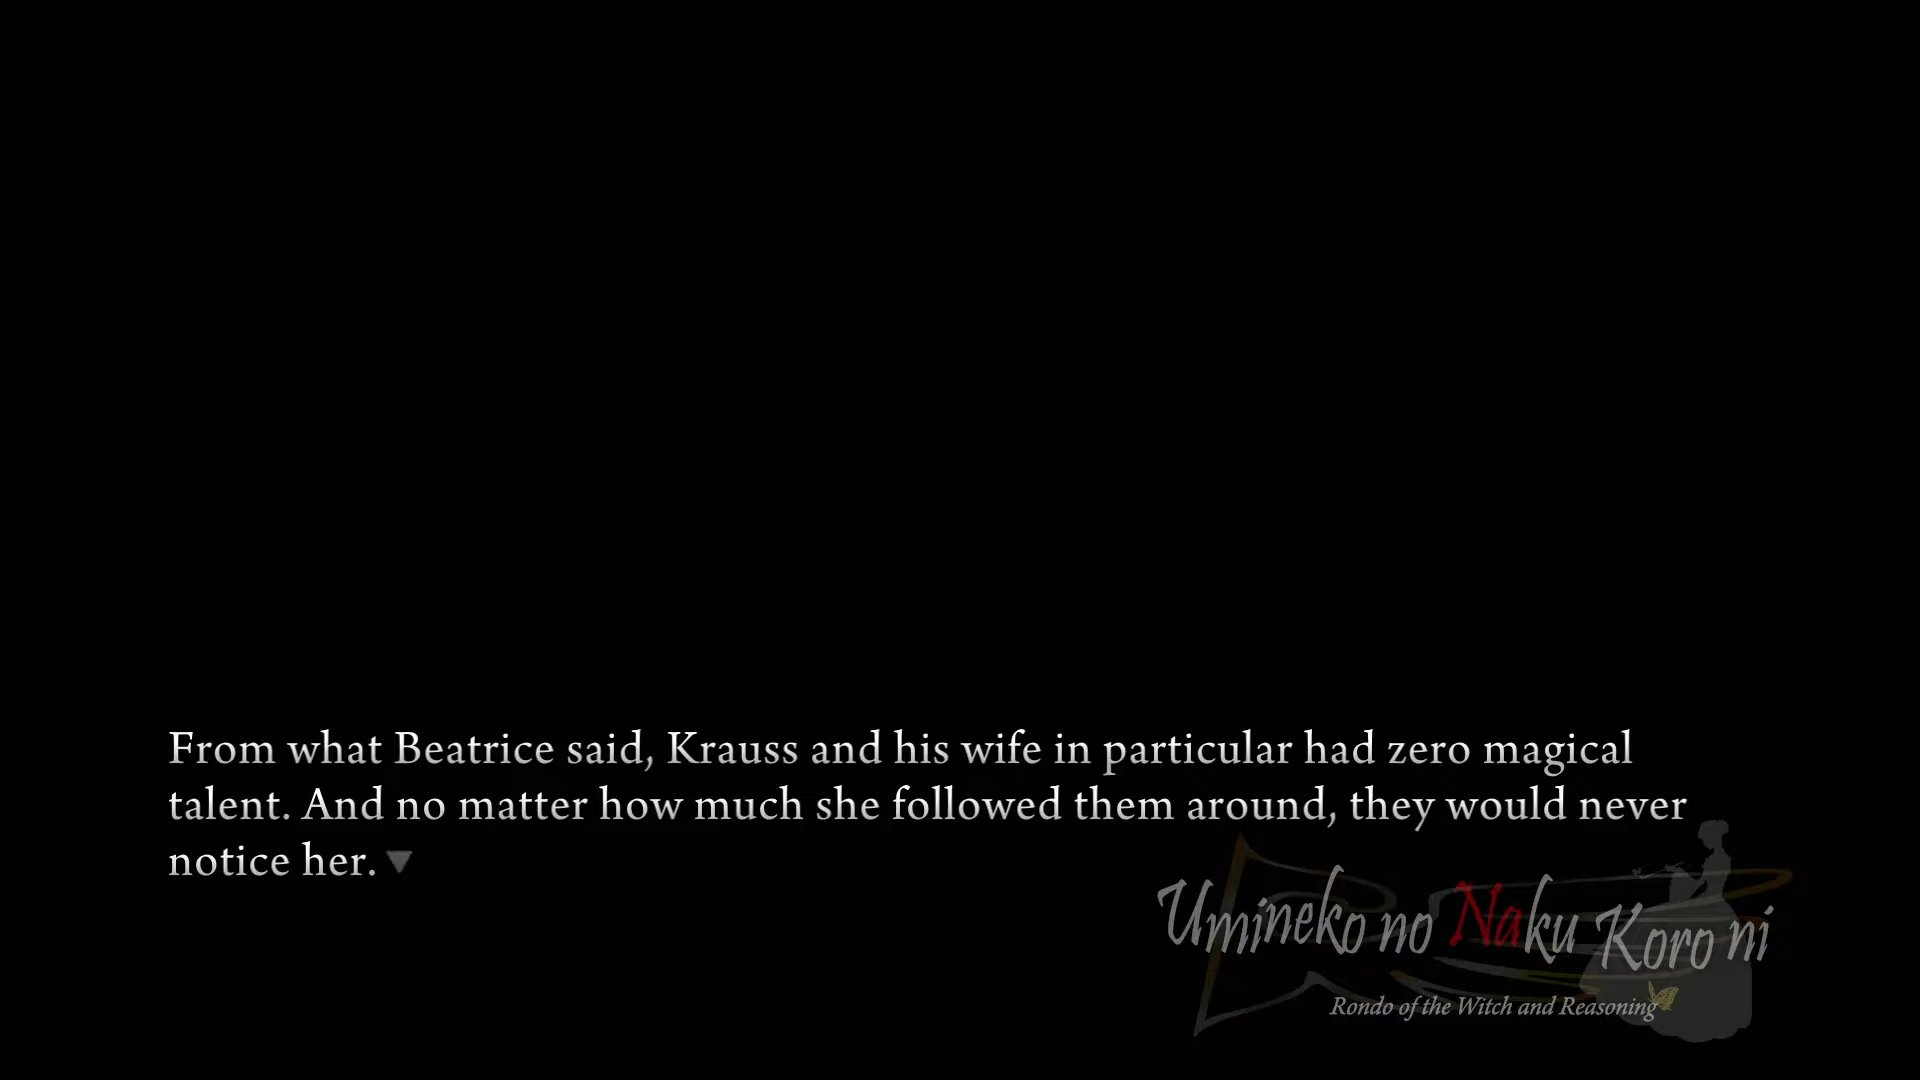 From what Beatrice said, Krauss and his wife in particular had zero magical
talent. And no matter how much she followed them around, they would never
notice her.
Umineko no Naku Koro ni
Rondo of the Witch and Reasoning